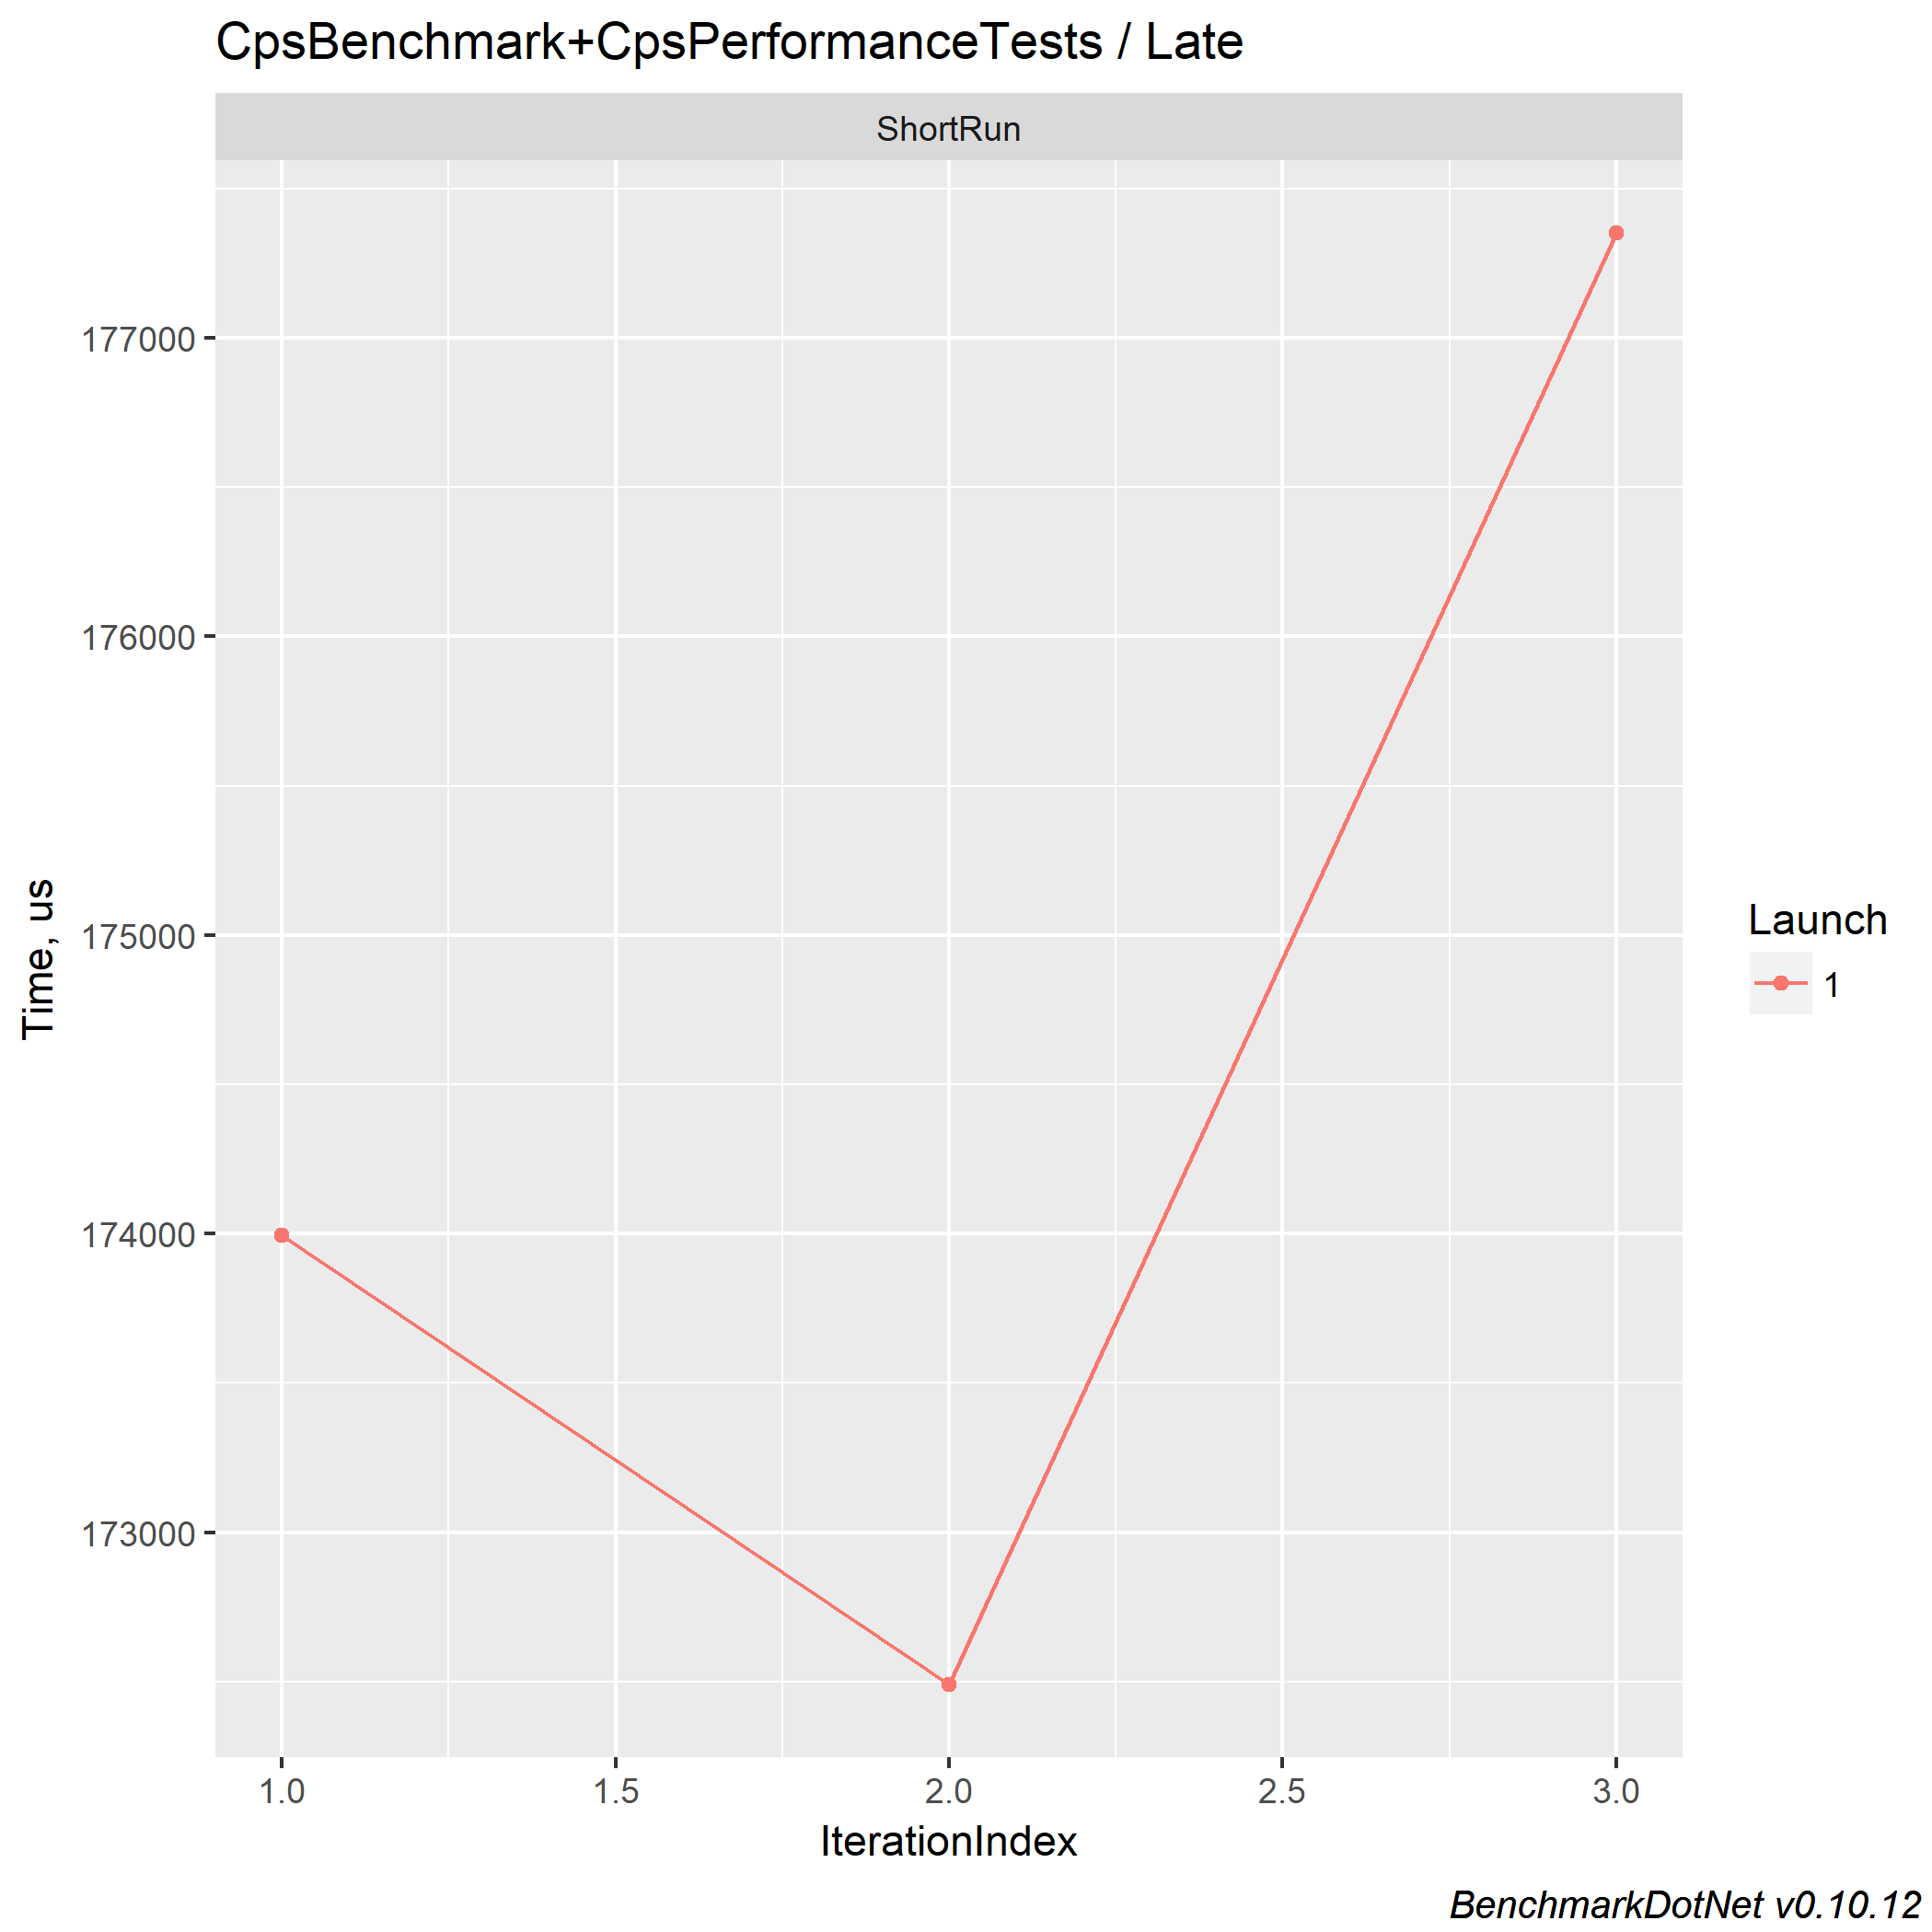 CpsBenchmark+CpsPerformanceTests / Late
ShortRun
Time, us
177000
176000
175000
174000
173000
1.0
1.5
2.0
2.5
3.0
IterationIndex
Launch
1
BenchmarkDotNet v0.10.12